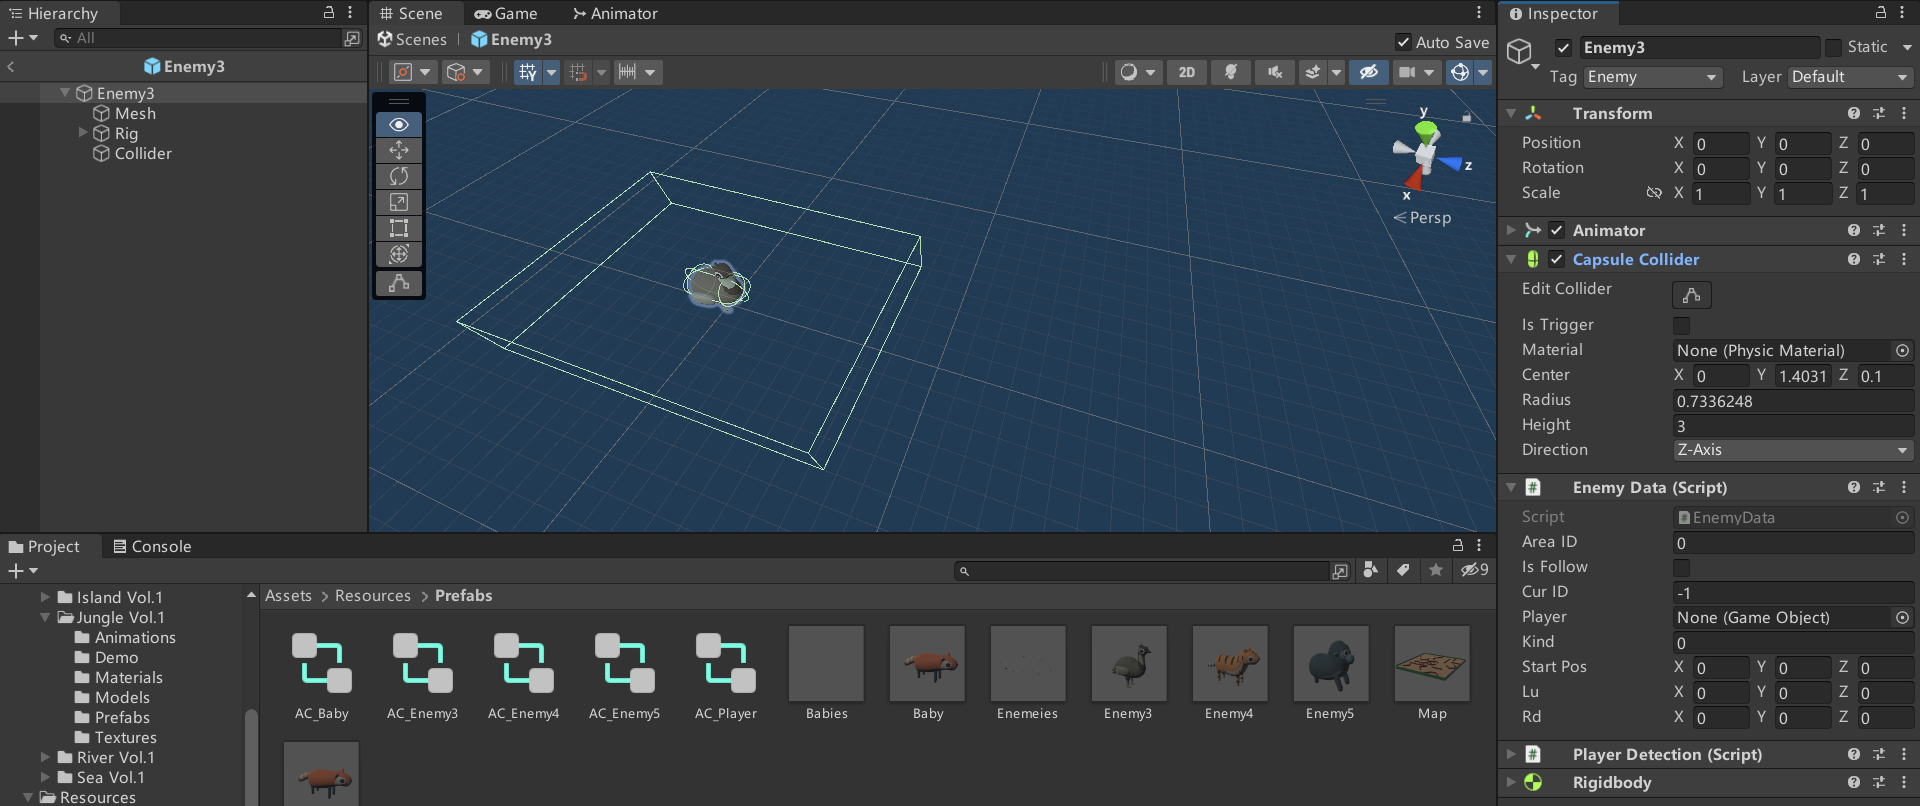 Hierarchy
All
Enemy3
Enemy3
Mesh
Rig
Collider
Scene
Game
Animator
Scenes | Enemy3
Auto Save
2D
y
z
x
Persp
Inspector
Enemy3
Static
Tag Enemy
Layer Default
Transform
Position X 0 Y 0 Z 0
Rotation X 0 Y 0 Z 0
Scale X 1 Y 1 Z 1
Animator
Capsule Collider
Edit Collider
Is Trigger
Material None (Physic Material)
Center X 0 Y 1.4031 Z 0.1
Radius 0.7336248
Height 3
Direction Z-Axis
Enemy Data (Script)
Script EnemyData
Area ID 0
Is Follow
Cur ID -1
Player None (Game Object)
Kind 0
Start Pos X 0 Y 0 Z 0
Lu X 0 Y 0 Z 0
Rd X 0 Y 0 Z 0
Player Detection (Script)
Rigidbody
Project
Console
9
Island Vol.1
Jungle Vol.1
Animations
Demo
Materials
Models
Prefabs
Textures
River Vol.1
Sea Vol.1
Resources
Assets > Resources > Prefabs
AC_Baby
AC_Enemy3
AC_Enemy4
AC_Enemy5
AC_Player
Babies
Baby
Enemeies
Enemy3
Enemy4
Enemy5
Map